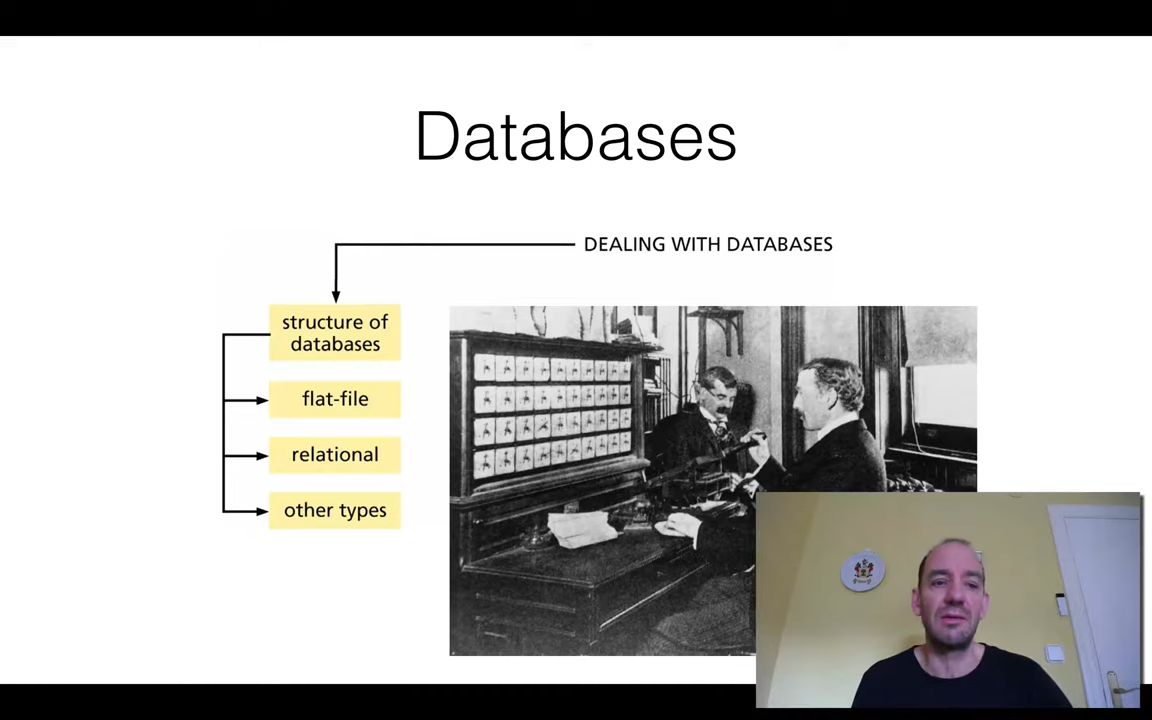 Databases
DEALING WITH DATABASES
structure of
databases
flat-file
relational
other types